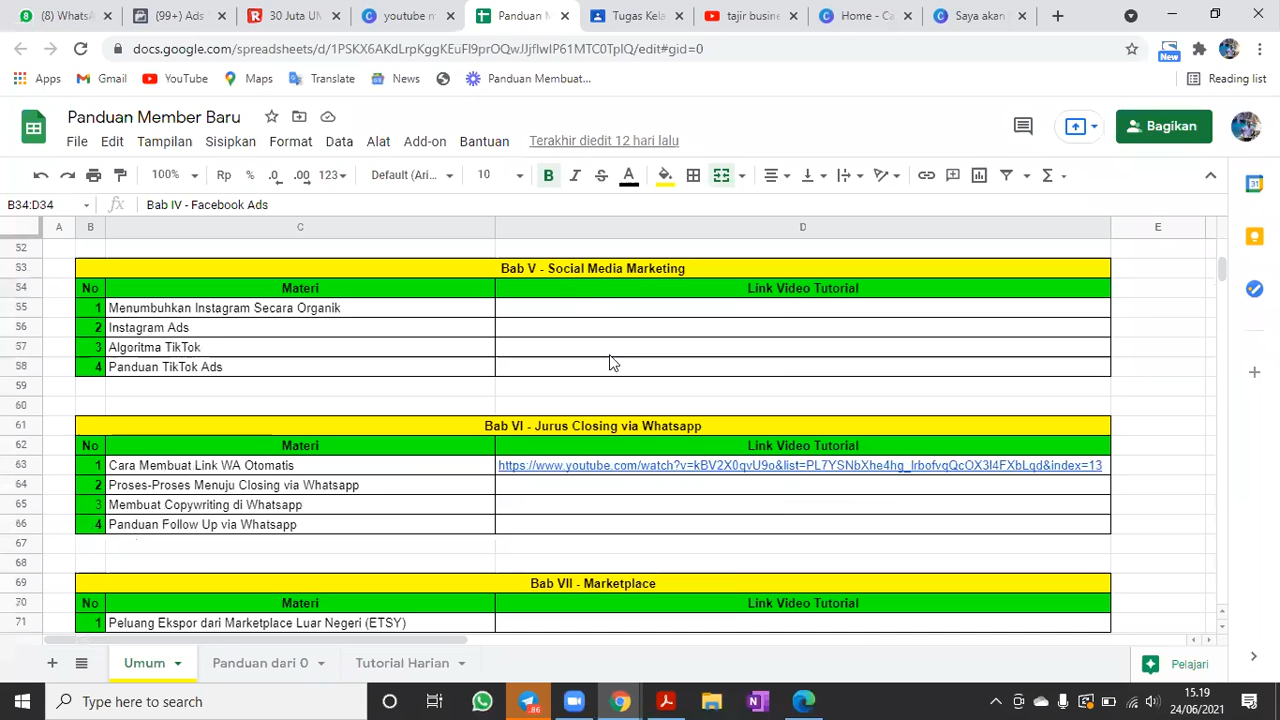 (8) WhatsA
(99+) Ads
30 Juta UM
youtube m
Panduan M
Tugas Kela
tajir busine
Home - Ca
Saya akan
docs.google.com/spreadsheets/d/1PSKX6AKdLrpKggKEuFl9prOQwJJjflwIP61MTC0TplQ/edit#gid=0
New
Apps
Gmail
YouTube
Maps
Translate
News
Panduan Membuat...
Reading list
Panduan Member Baru
Bagikan
File Edit Tampilan Sisipkan Format Data Alat Add-on Bantuan Terakhir diedit 12 hari lalu
100% Rp % .0 .00 123 Default (Ari... 10 B I S A Σ
B34:D34 fx Bab IV - Facebook Ads
A B C D E
52
53 Bab V - Social Media Marketing
54 No Materi Link Video Tutorial
55 1 Menumbuhkan Instagram Secara Organik
56 2 Instagram Ads
57 3 Algoritma TikTok
58 4 Panduan TikTok Ads
59
60
61 Bab VI - Jurus Closing via Whatsapp
62 No Materi Link Video Tutorial
63 1 Cara Membuat Link WA Otomatis https://www.youtube.com/watch?v=kBV2X0qvU9o&list=PL7YSNbXhe4hg_lrbofvqQcOX3I4FXbLqd&index=13
64 2 Proses-Proses Menuju Closing via Whatsapp
65 3 Membuat Copywriting di Whatsapp
66 4 Panduan Follow Up via Whatsapp
67
68
69 Bab VII - Marketplace
70 No Materi Link Video Tutorial
71 1 Peluang Ekspor dari Marketplace Luar Negeri (ETSY)
Umum Panduan dari 0 Tutorial Harian Pelajari
Type here to search
86
15.19
24/06/2021